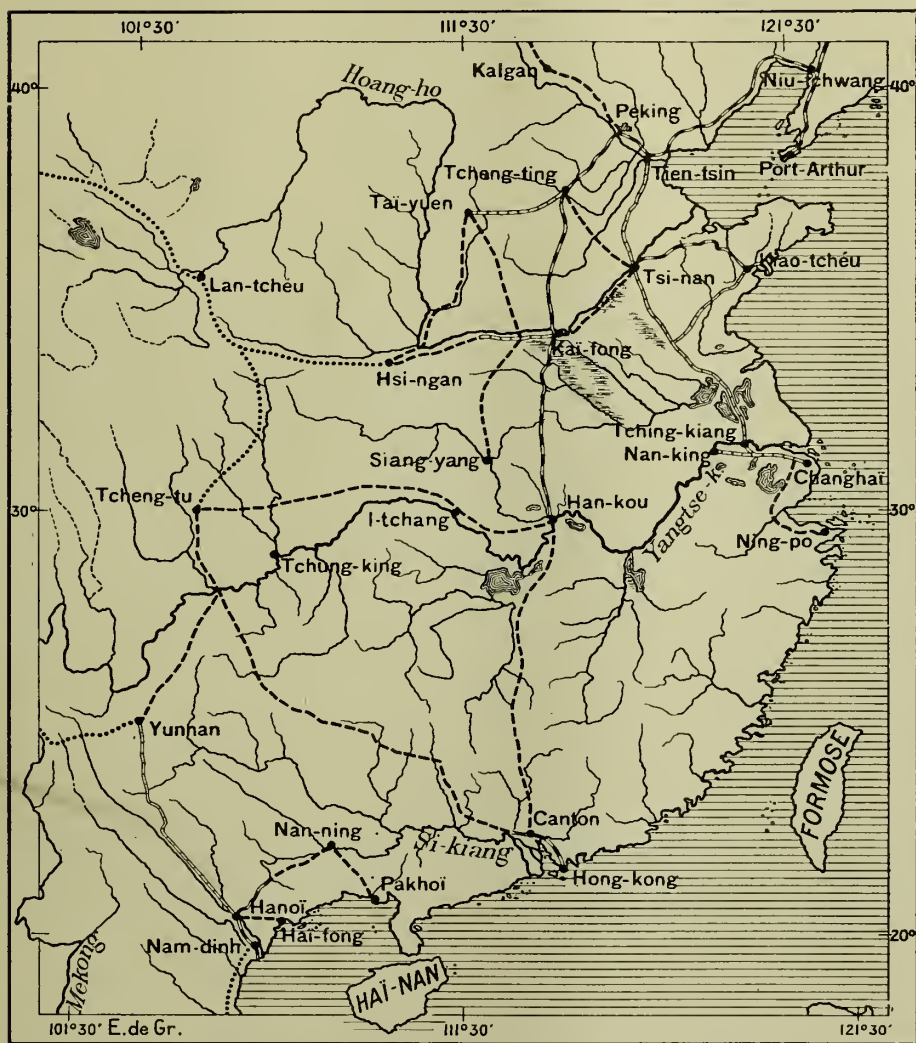 101°30' 111°30' 121°30'
Kalgan
Niu-tchwang
40° 40°
Hoang-ho
Peking
Tcheng-ting
Tien-tsin
Port-Arthur
Taï-yuen
Lan-tchéu
Tsi-nan
Kiao-tchéu
Kaï-fong
Hsi-ngan
Tching-kiang
Siang-yang
Nan-king
Changhaï
Tcheng-tu
30° 30°
I-tchang
Han-kou
Yangtse-k.
Ning-po
Tchung-king
Yunnan
FORMOSE
Canton
Nan-ning
Si-kiang
Hong-kong
Pakhoï
Hanoï
Haï-fong
20° 20°
Nam-dinh
Mekong
HAÏ-NAN
101°30' E.de Gr. 111°30' 121°30'